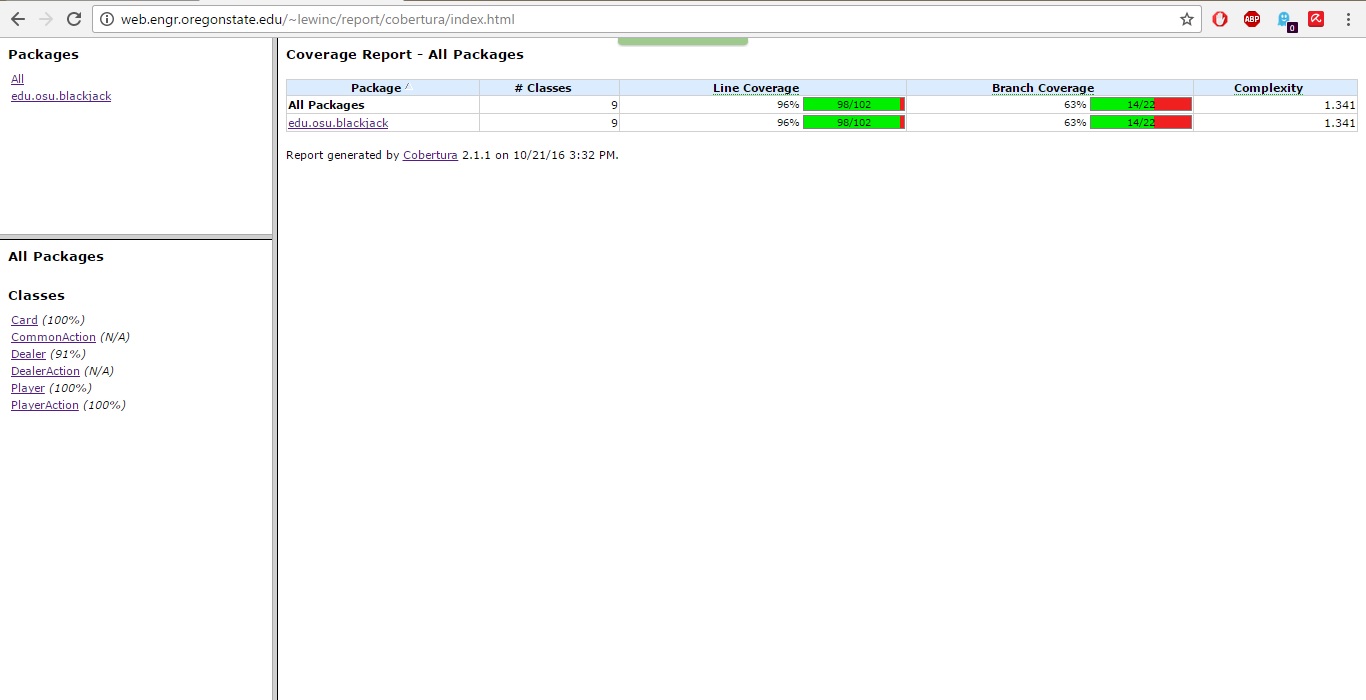 web.engr.oregonstate.edu/~lewinc/report/cobertura/index.html
ABP
0
Packages
All
edu.osu.blackjack
All Packages
Classes
Card (100%)
CommonAction (N/A)
Dealer (91%)
DealerAction (N/A)
Player (100%)
PlayerAction (100%)
Coverage Report - All Packages
Package # Classes Line Coverage Branch Coverage Complexity
All Packages 9 96% 98/102 63% 14/22 1.341
edu.osu.blackjack 9 96% 98/102 63% 14/22 1.341
Report generated by Cobertura 2.1.1 on 10/21/16 3:32 PM.